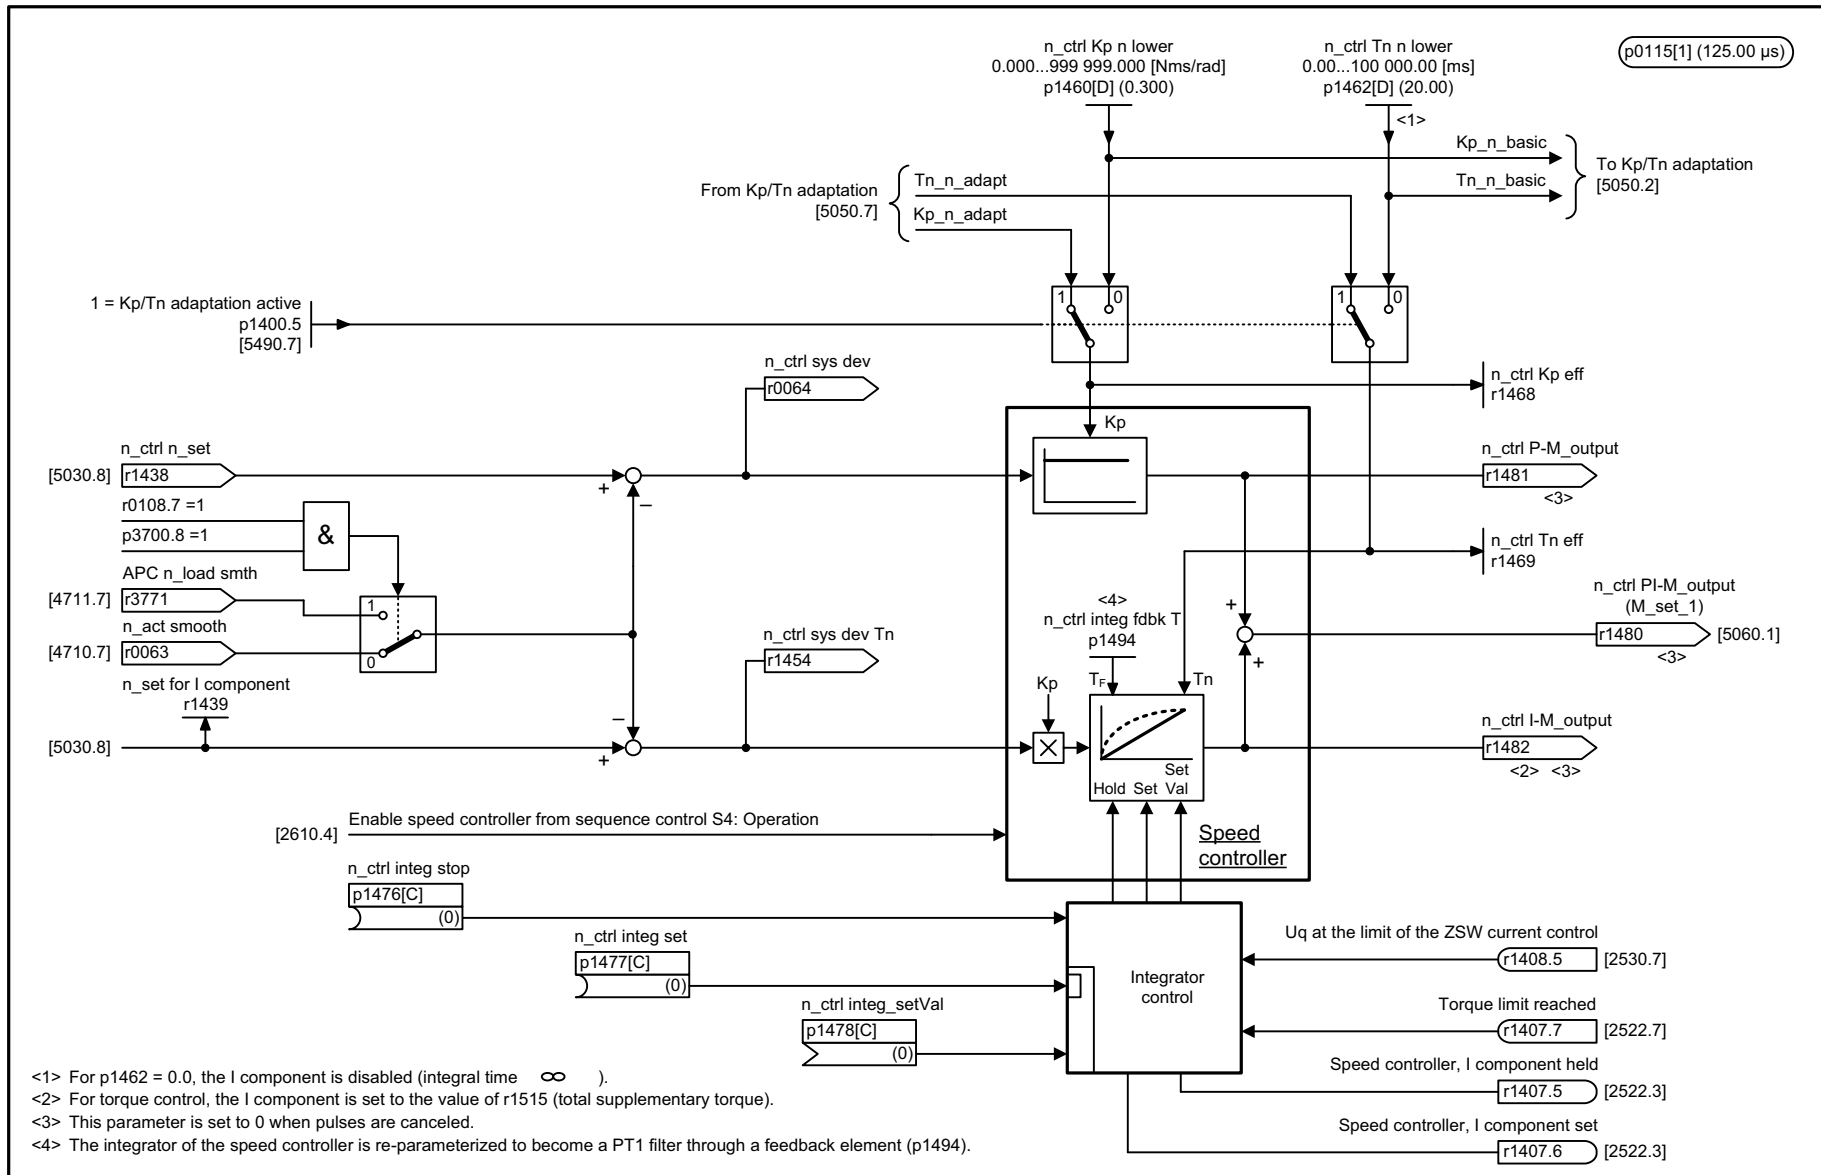 n_ctrl Kp n lower
0.000...999 999.000 [Nms/rad]
p1460[D] (0.300)
n_ctrl Tn n lower
0.00...100 000.00 [ms]
p1462[D] (20.00)
<1>
p0115[1] (125.00 µs)
Kp_n_basic
Tn_n_basic
To Kp/Tn adaptation
[5050.2]
From Kp/Tn adaptation
[5050.7]
Tn_n_adapt
Kp_n_adapt
1 = Kp/Tn adaptation active
p1400.5
[5490.7]
1 0
1 0
n_ctrl sys dev
r0064
n_ctrl Kp eff
r1468
Kp
n_ctrl n_set
[5030.8] r1438
+
–
n_ctrl P-M_output
r1481
<3>
r0108.7 =1
p3700.8 =1
&
n_ctrl Tn eff
r1469
APC n_load smth
[4711.7] r3771
1
n_act smooth
[4710.7] r0063
0
n_ctrl sys dev Tn
r1454
<4>
n_ctrl integ fdbk T
p1494
TF
Tn
+
+
n_ctrl PI-M_output
(M_set_1)
r1480 [5060.1]
<3>
n_set for I component
r1439
[5030.8]
–
+
Kp
×
n_ctrl I-M_output
r1482
<2> <3>
Set
Hold Set Val
Enable speed controller from sequence control S4: Operation
[2610.4]
Speed
controller
n_ctrl integ stop
p1476[C]
(0)
n_ctrl integ set
p1477[C]
(0)
n_ctrl integ_setVal
p1478[C]
(0)
Integrator
control
Uq at the limit of the ZSW current control
r1408.5 [2530.7]
Torque limit reached
r1407.7 [2522.7]
Speed controller, I component held
r1407.5 [2522.3]
Speed controller, I component set
r1407.6 [2522.3]
<1> For p1462 = 0.0, the I component is disabled (integral time ∞ ).
<2> For torque control, the I component is set to the value of r1515 (total supplementary torque).
<3> This parameter is set to 0 when pulses are canceled.
<4> The integrator of the speed controller is re-parameterized to become a PT1 filter through a feedback element (p1494).